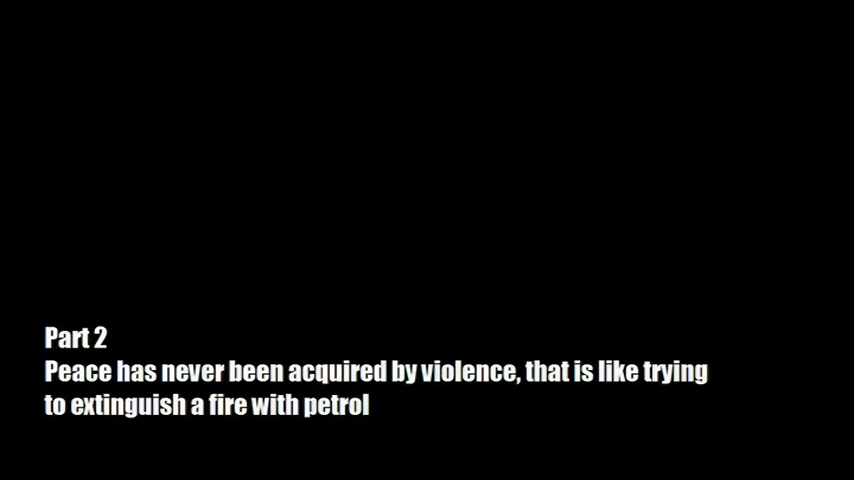 Part 2
Peace has never been acquired by violence, that is like trying
to extinguish a fire with petrol